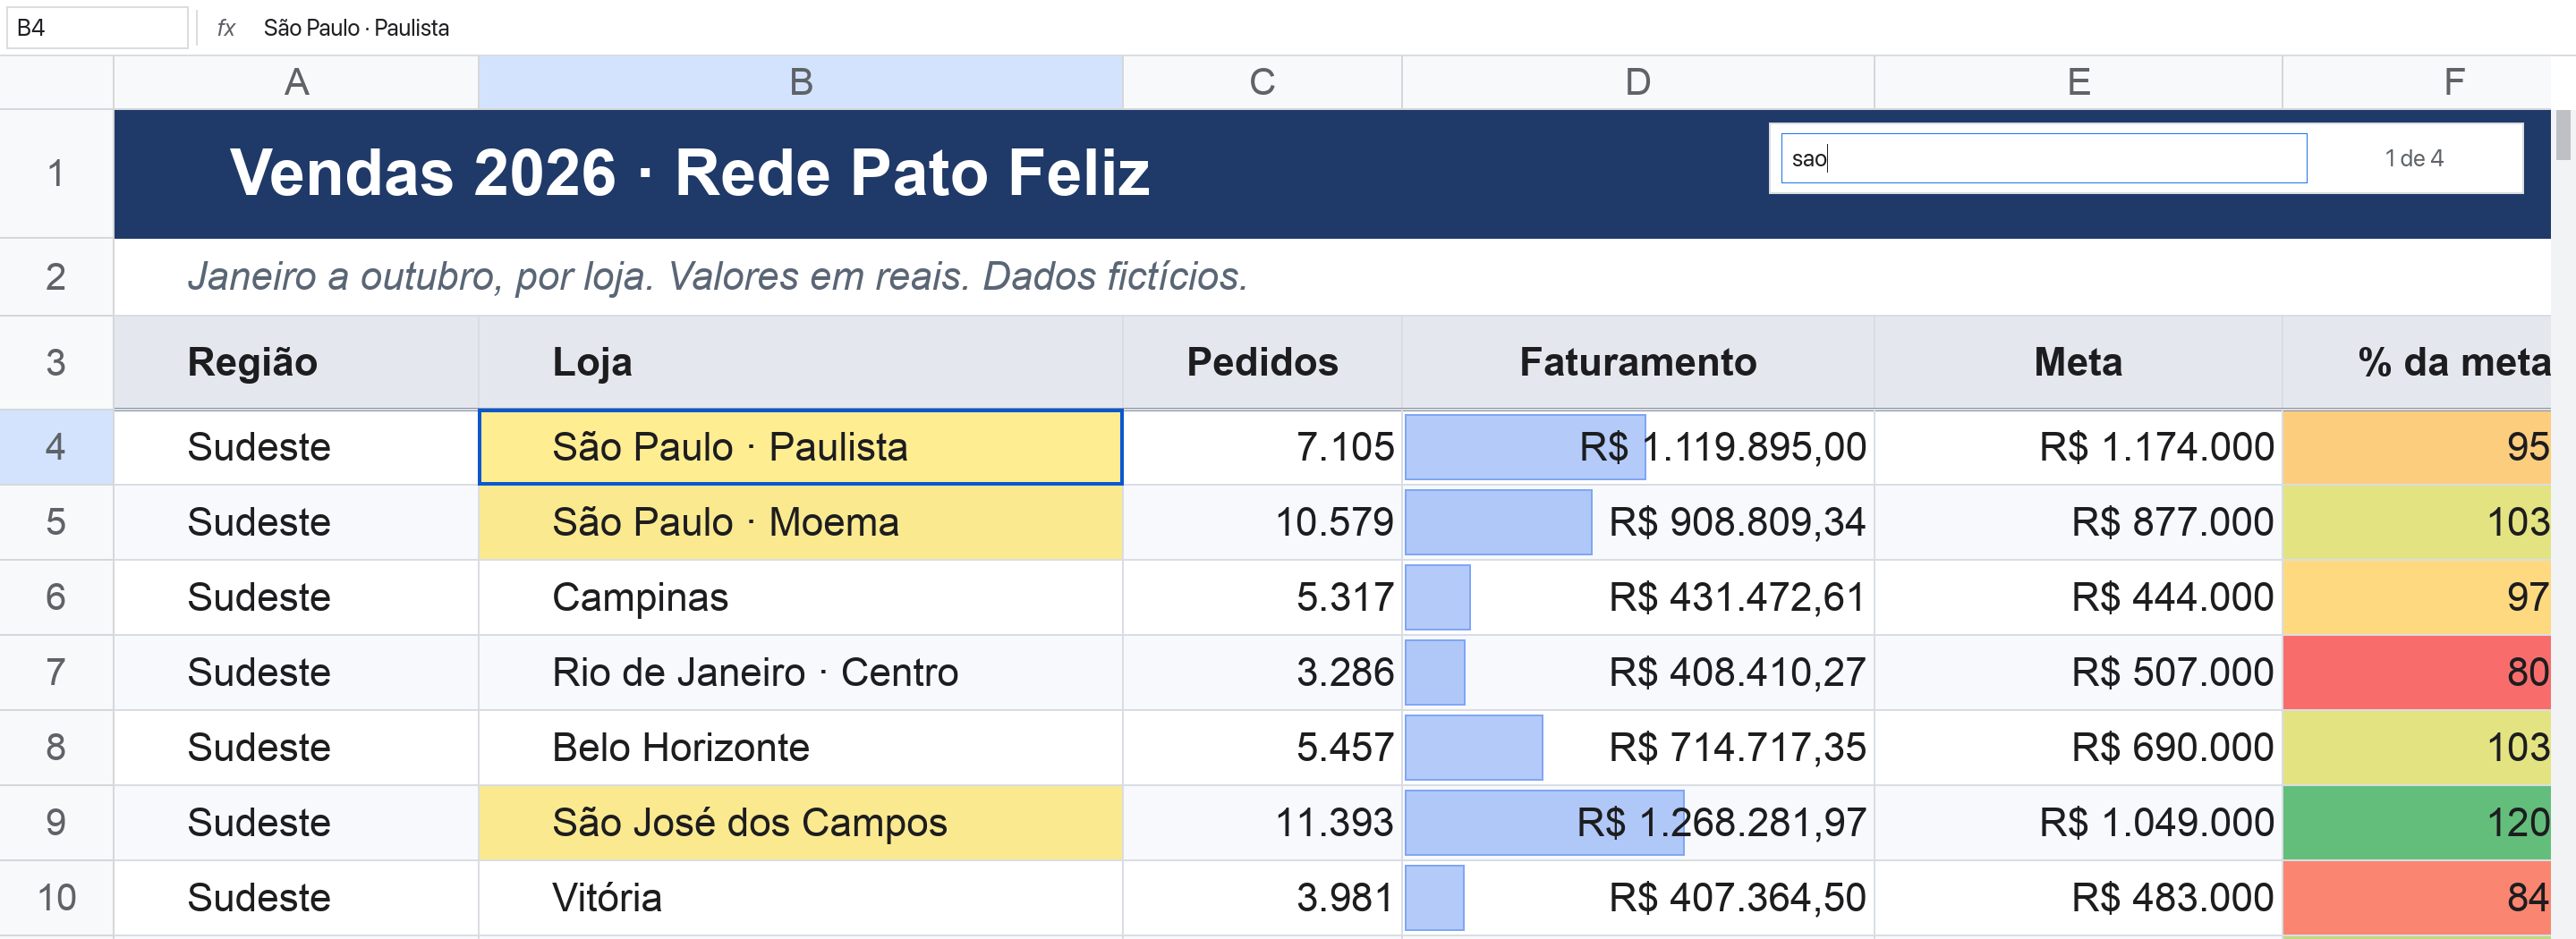 B4 fx São Paulo · Paulista
A B C D E F
1 Vendas 2026 · Rede Pato Feliz sao 1 de 4
2 Janeiro a outubro, por loja. Valores em reais. Dados fictícios.
3 Região Loja Pedidos Faturamento Meta % da meta
4 Sudeste São Paulo · Paulista 7.105 R$ 1.119.895,00 R$ 1.174.000 95
5 Sudeste São Paulo · Moema 10.579 R$ 908.809,34 R$ 877.000 103
6 Sudeste Campinas 5.317 R$ 431.472,61 R$ 444.000 97
7 Sudeste Rio de Janeiro · Centro 3.286 R$ 408.410,27 R$ 507.000 80
8 Sudeste Belo Horizonte 5.457 R$ 714.717,35 R$ 690.000 103
9 Sudeste São José dos Campos 11.393 R$ 1.268.281,97 R$ 1.049.000 120
10 Sudeste Vitória 3.981 R$ 407.364,50 R$ 483.000 84